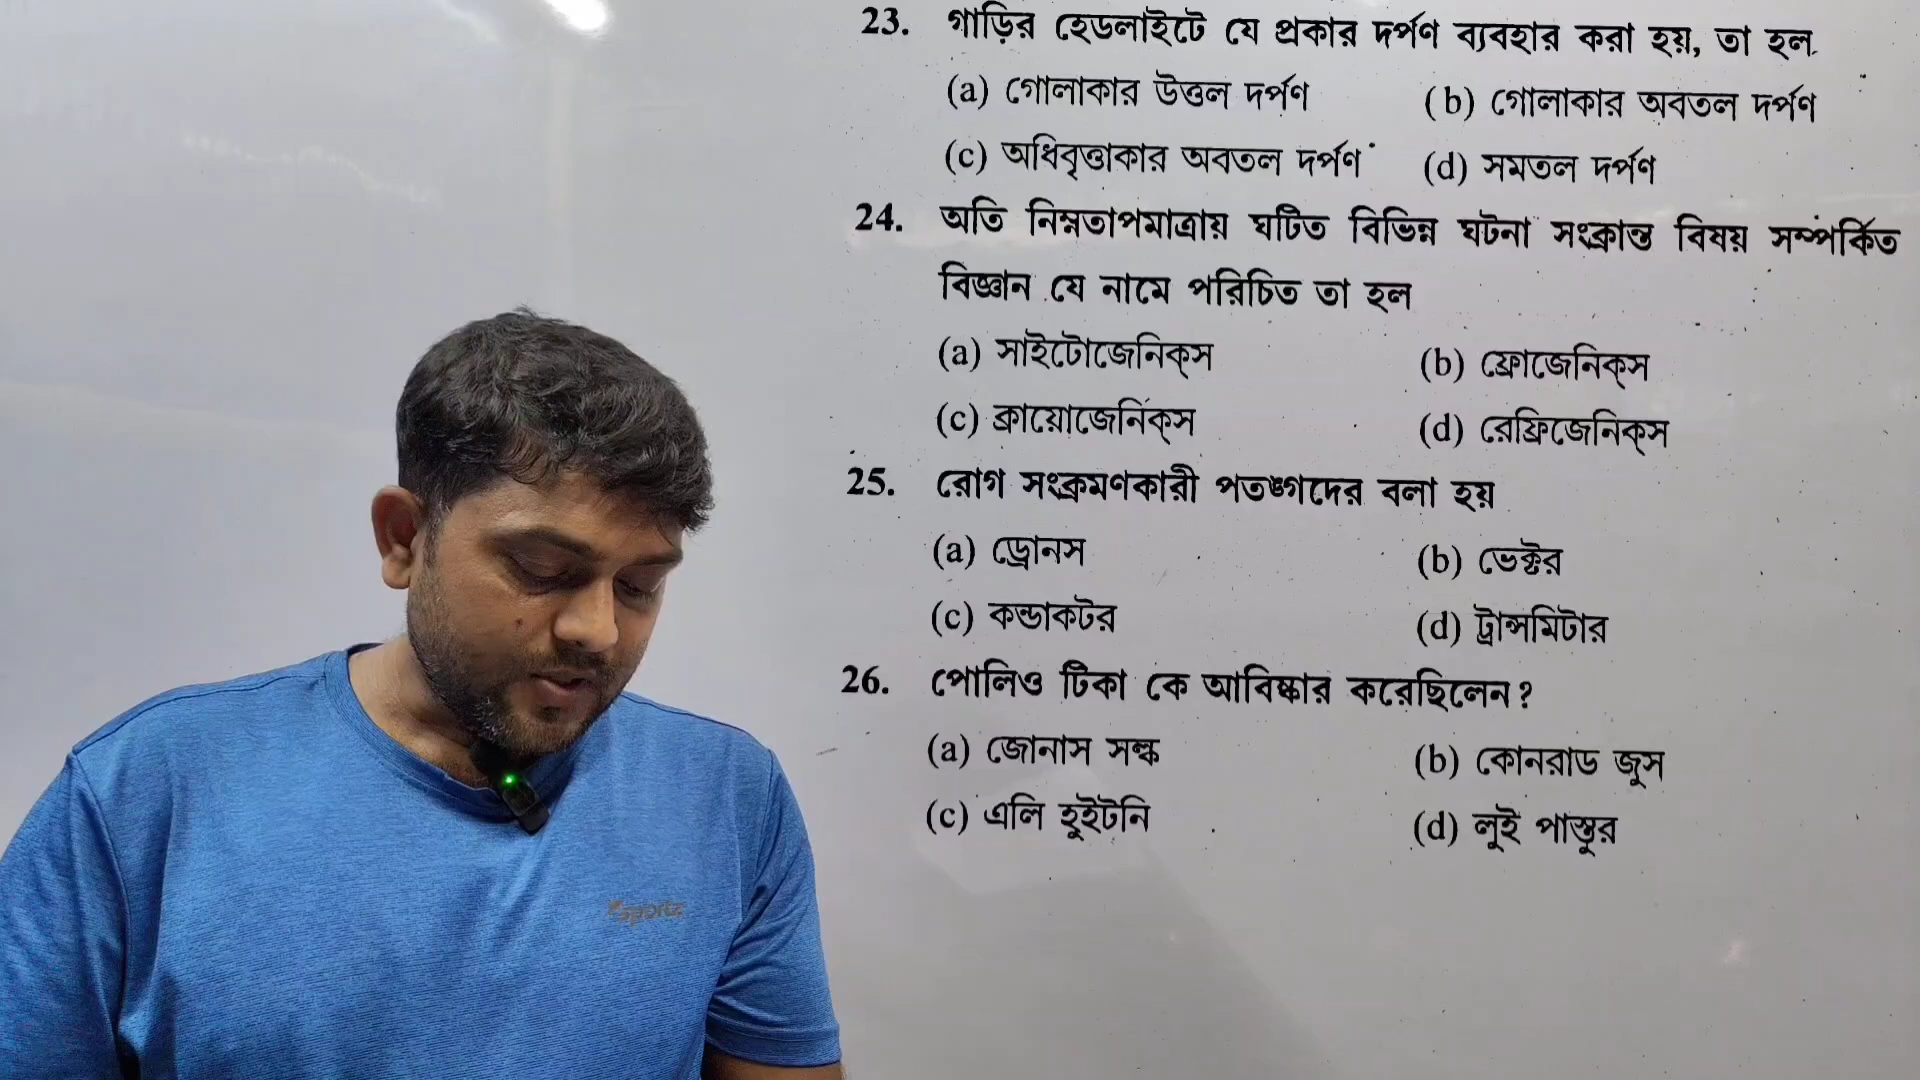 23. গাড়ির হেডলাইটে যে প্রকার দর্পণ ব্যবহার করা হয়, তা হল
(a) গোলাকার উত্তল দর্পণ (b) গোলাকার অবতল দর্পণ
(c) অধিবৃত্তাকার অবতল দর্পণ (d) সমতল দর্পণ
24. অতি নিম্নতাপমাত্রায় ঘটিত বিভিন্ন ঘটনা সংক্রান্ত বিষয় সম্পর্কিত
বিজ্ঞান যে নামে পরিচিত তা হল
(a) সাইটোজেনিক্‌স (b) ফ্রোজেনিক্‌স
(c) ক্রায়োজেনিক্‌স (d) রেফ্রিজেনিক্‌স
25. রোগ সংক্রমণকারী পতঙ্গদের বলা হয়
(a) ড্রোনস (b) ভেক্টর
(c) কন্ডাকটর (d) ট্রান্সমিটার
26. পোলিও টিকা কে আবিষ্কার করেছিলেন?
(a) জোনাস সল্ক (b) কোনরাড জুস
(c) এলি হুইটনি (d) লুই পাস্তুর